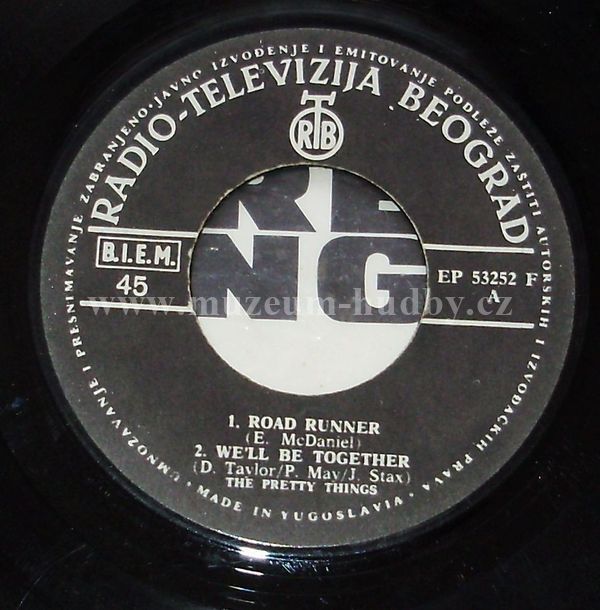 UMNOŽAVANJE I PRESNIMAVANJE ZABRANJENO • JAVNO IZVOĐENJE I EMITOVANJE PODLEŽE ZAŠTITI AUTORSKIH I IZVOĐAČKIH PRAVA •
RADIO-TELEVIZIJA BEOGRAD
RTB
B.I.E.M.
45
EP 53252 F
A
NG
www.muzeum-hudby.cz
1. ROAD RUNNER
(E. McDaniel)
2. WE'LL BE TOGETHER
(D. Taylor/P. May/J. Stax)
THE PRETTY THINGS
MADE IN YUGOSLAVIA